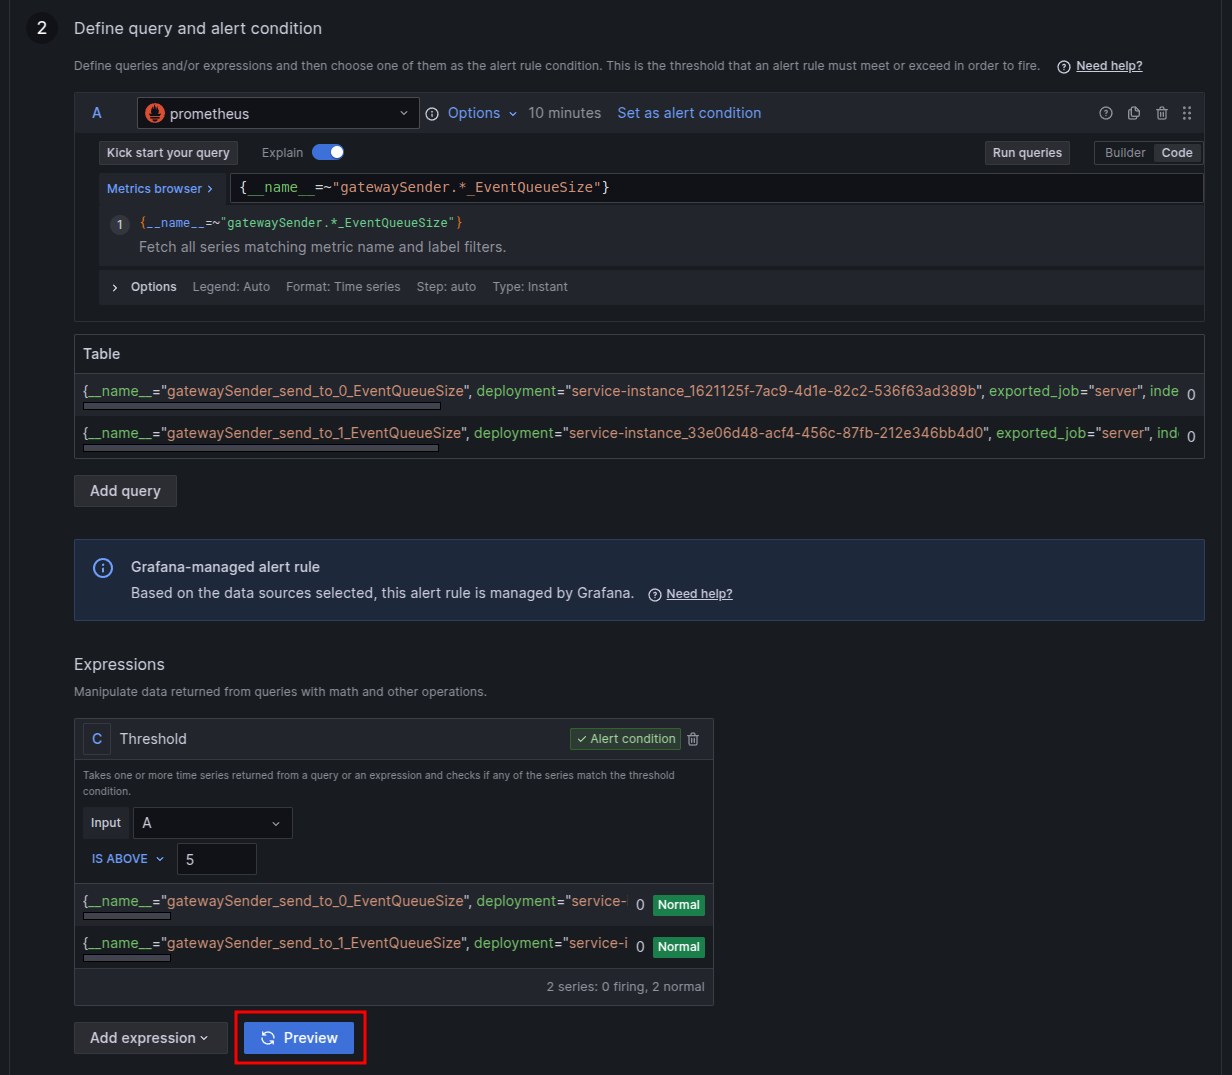 2 Define query and alert condition
Define queries and/or expressions and then choose one of them as the alert rule condition. This is the threshold that an alert rule must meet or exceed in order to fire. Need help?
A prometheus Options 10 minutes Set as alert condition
Kick start your query Explain Run queries Builder Code
Metrics browser > {__name__=~"gatewaySender.*_EventQueueSize"}
1 {__name__=~"gatewaySender.*_EventQueueSize"}
Fetch all series matching metric name and label filters.
Options Legend: Auto Format: Time series Step: auto Type: Instant
Table
{__name__="gatewaySender_send_to_0_EventQueueSize", deployment="service-instance_1621125f-7ac9-4d1e-82c2-536f63ad389b", exported_job="server", inde 0
{__name__="gatewaySender_send_to_1_EventQueueSize", deployment="service-instance_33e06d48-acf4-456c-87fb-212e346bb4d0", exported_job="server", ind 0
Add query
Grafana-managed alert rule
Based on the data sources selected, this alert rule is managed by Grafana. Need help?
Expressions
Manipulate data returned from queries with math and other operations.
C Threshold Alert condition
Takes one or more time series returned from a query or an expression and checks if any of the series match the threshold
condition.
Input A
IS ABOVE 5
{__name__="gatewaySender_send_to_0_EventQueueSize", deployment="service- 0 Normal
{__name__="gatewaySender_send_to_1_EventQueueSize", deployment="service-i 0 Normal
2 series: 0 firing, 2 normal
Add expression Preview